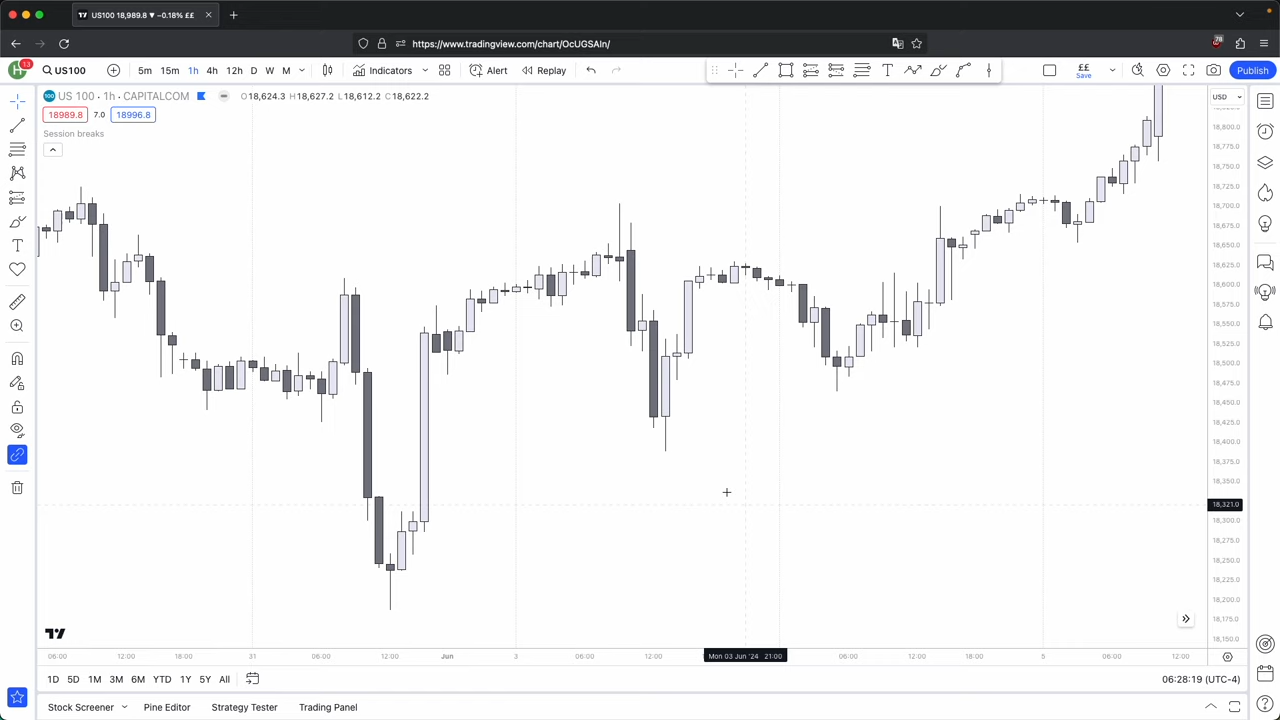 US100 18,989.8 ▼ −0.18% ££
https://www.tradingview.com/chart/OcUGSAIn/
78
H
13
US100
5m 15m 1h 4h 12h D W M
Indicators
Alert
Replay
££
Save
Publish
100
US 100 · 1h · CAPITALCOM
O18,624.3 H18,627.2 L18,612.2 C18,622.2
USD
18989.8 7.0 18996.8
Session breaks
18,800.0
18,775.0
18,750.0
18,725.0
18,700.0
18,675.0
18,650.0
18,625.0
18,600.0
18,575.0
18,550.0
18,525.0
18,500.0
18,475.0
18,450.0
18,425.0
18,400.0
18,375.0
18,350.0
18,321.0
18,300.0
18,275.0
18,250.0
18,225.0
18,200.0
18,175.0
18,150.0
06:00 12:00 18:00 31 06:00 12:00 Jun 3 06:00 12:00 Mon 03 Jun '24 21:00 06:00 12:00 18:00 5 06:00 12:00
1D 5D 1M 3M 6M YTD 1Y 5Y All
06:28:19 (UTC-4)
Stock Screener Pine Editor Strategy Tester Trading Panel